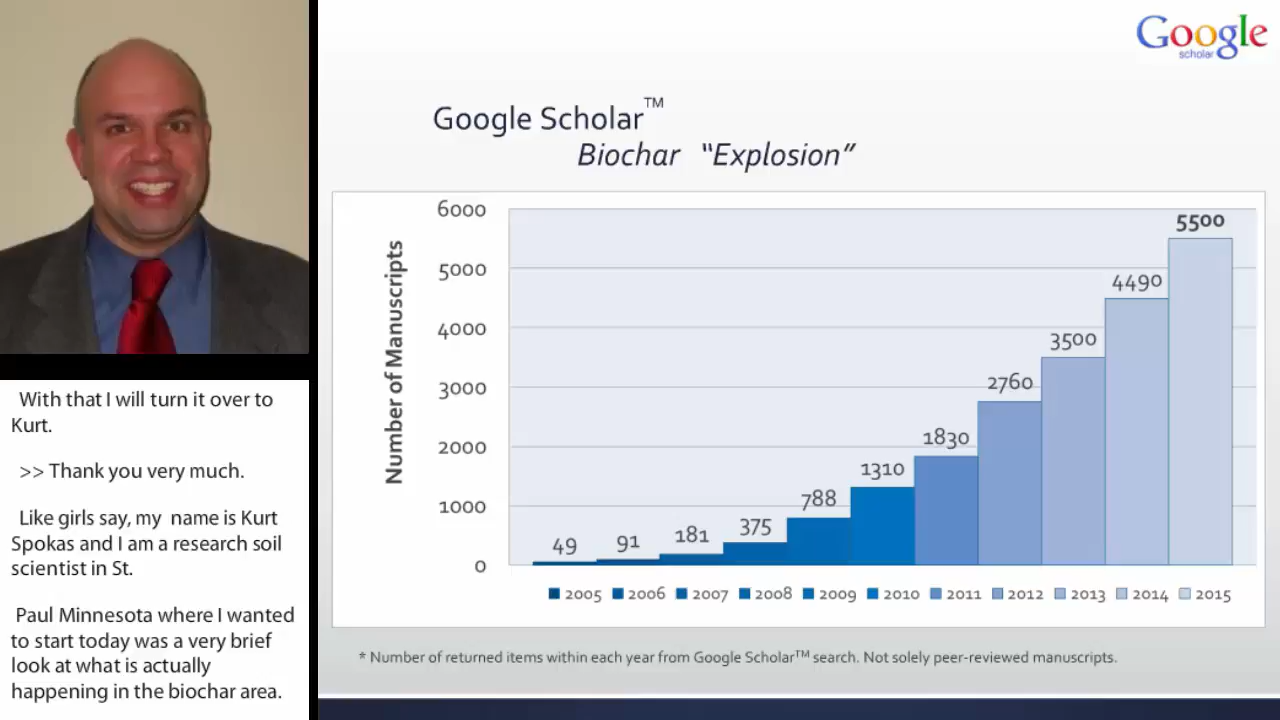 Google
scholar
Google Scholar™
Biochar “Explosion”
Number of Manuscripts
6000
5000
4000
3000
2000
1000
0
49
91
181
375
788
1310
1830
2760
3500
4490
5500
2005 2006 2007 2008 2009 2010 2011 2012 2013 2014 2015
* Number of returned items within each year from Google Scholar™ search. Not solely peer-reviewed manuscripts.
With that I will turn it over to
Kurt.
>> Thank you very much.
Like girls say, my name is Kurt
Spokas and I am a research soil
scientist in St.
Paul Minnesota where I wanted
to start today was a very brief
look at what is actually
happening in the biochar area.